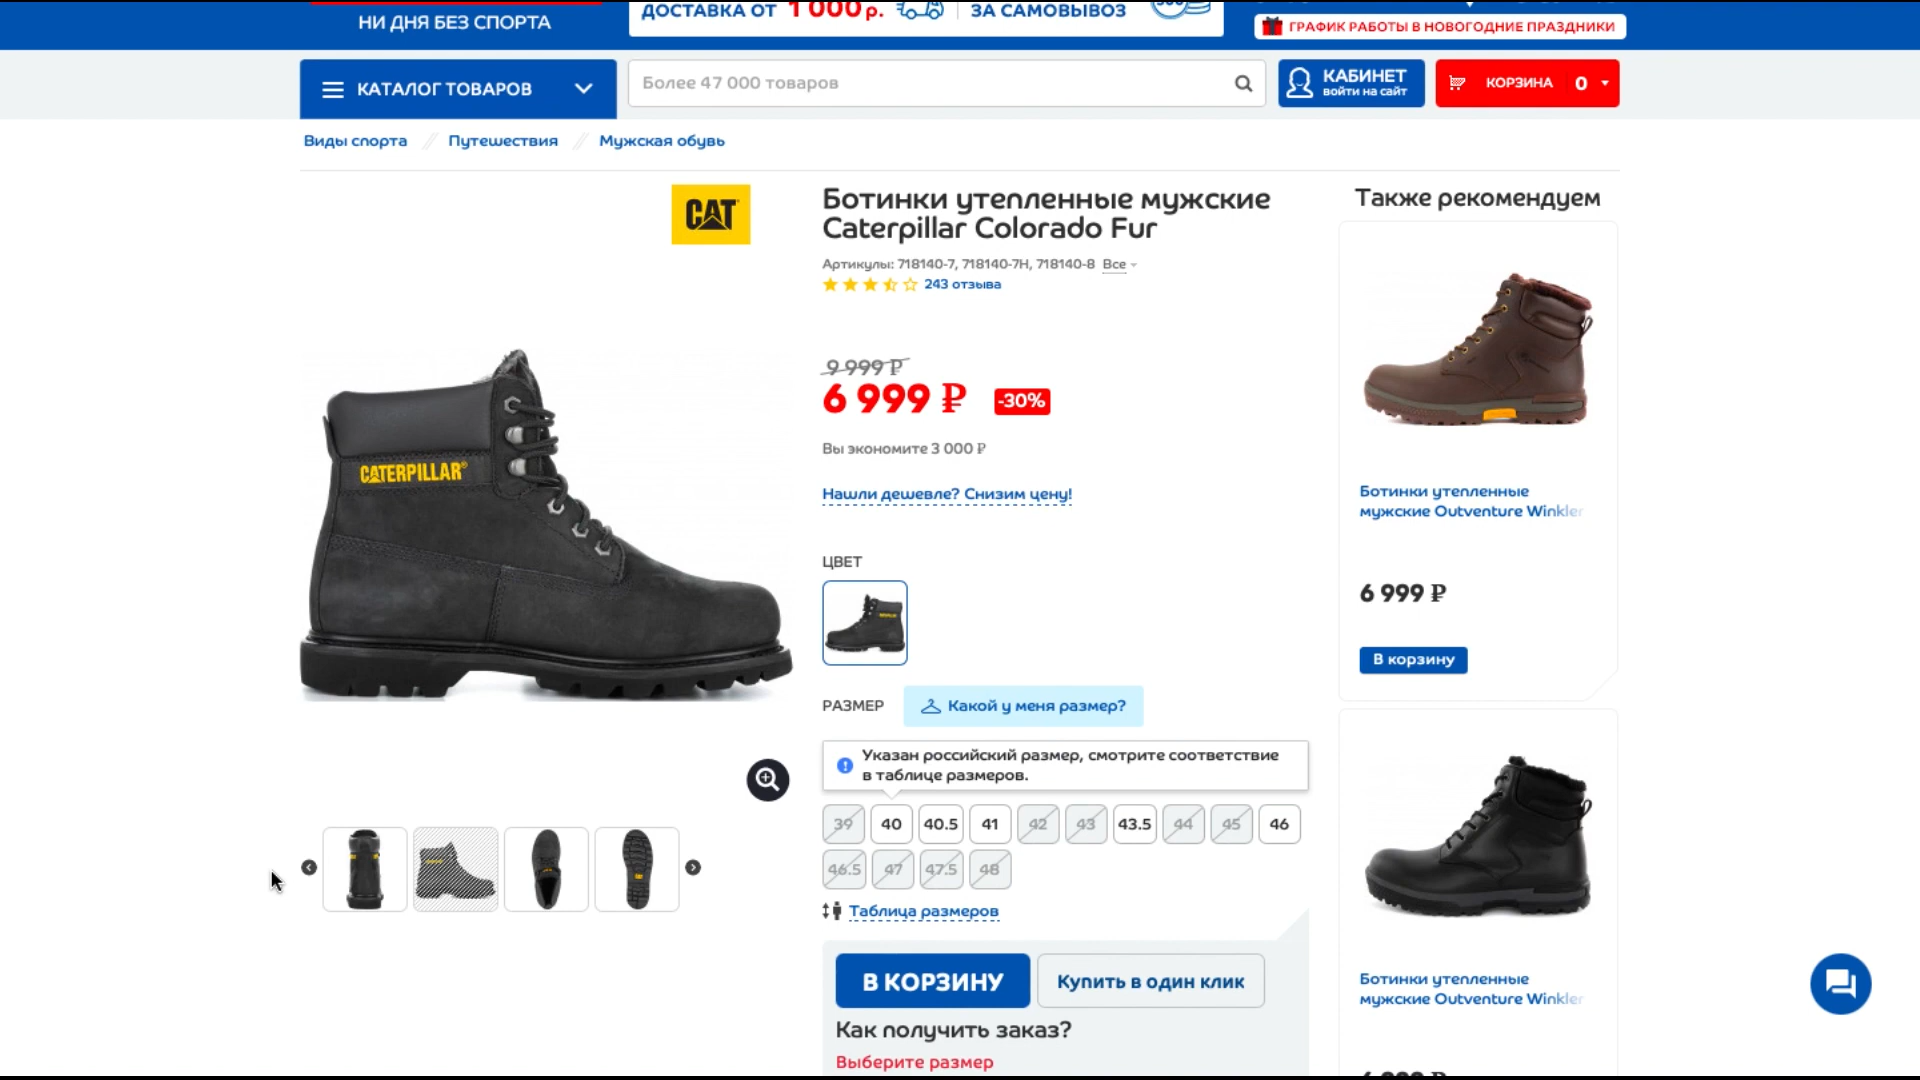 НИ ДНЯ БЕЗ СПОРТА
ДОСТАВКА ОТ 1 000 р.
ЗА САМОВЫВОЗ
ГРАФИК РАБОТЫ В НОВОГОДНИЕ ПРАЗДНИКИ
КАТАЛОГ ТОВАРОВ
Более 47 000 товаров
КАБИНЕТ
войти на сайт
КОРЗИНА 0
Виды спорта // Путешествия // Мужская обувь
CAT
CATERPILLAR®
Ботинки утепленные мужские
Caterpillar Colorado Fur
Артикулы: 718140-7, 718140-7H, 718140-8 Все
243 отзыва
9 999 ₽
6 999 ₽ -30%
Вы экономите 3 000 ₽
Нашли дешевле? Снизим цену!
ЦВЕТ
РАЗМЕР
Какой у меня размер?
Указан российский размер, смотрите соответствие
в таблице размеров.
39 40 40.5 41 42 43 43.5 44 45 46
46.5 47 47.5 48
Таблица размеров
В КОРЗИНУ
Купить в один клик
Как получить заказ?
Выберите размер
Также рекомендуем
Ботинки утепленные
мужские Outventure Winkler
6 999 ₽
В корзину
Ботинки утепленные
мужские Outventure Winkler